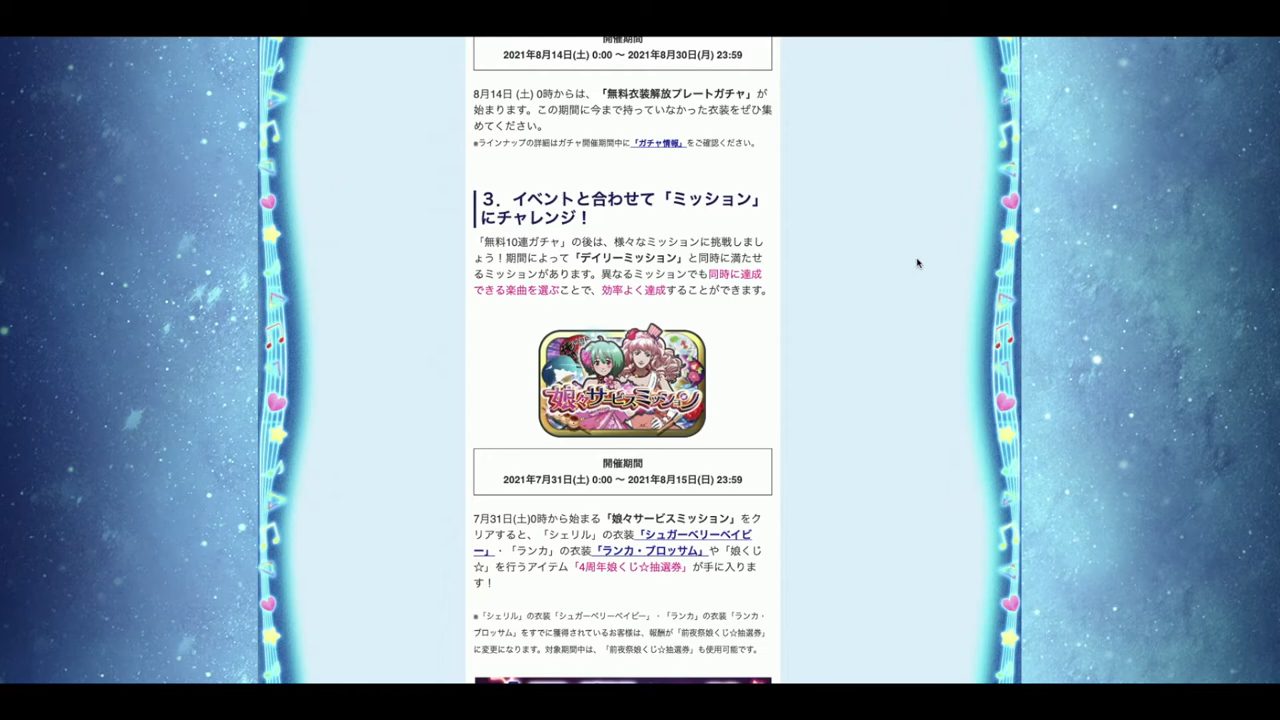 開催期間
2021年8月14日(土) 0:00 〜 2021年8月30日(月) 23:59
8月14日 (土) 0時からは、「無料衣装解放プレートガチャ」が
始まります。この期間に今まで持っていなかった衣装をぜひ集
めてください。
※ラインナップの詳細はガチャ開催期間中に「ガチャ情報」をご確認ください。
３．イベントと合わせて「ミッション」
にチャレンジ！
「無料10連ガチャ」の後は、様々なミッションに挑戦しまし
ょう！期間によって「デイリーミッション」と同時に満たせ
るミッションがあります。異なるミッションでも同時に達成
できる楽曲を選ぶことで、効率よく達成することができます。
娘々サービスミッション
開催期間
2021年7月31日(土) 0:00 〜 2021年8月15日(日) 23:59
7月31日(土)0時から始まる「娘々サービスミッション」をク
リアすると、「シェリル」の衣装「シュガーベリーベイビ
ー」・「ランカ」の衣装「ランカ・ブロッサム」や「娘くじ
☆」を行うアイテム「4周年娘くじ☆抽選券」が手に入りま
す！
※「シェリル」の衣装「シュガーベリーベイビー」・「ランカ」の衣装「ランカ・
ブロッサム」をすでに獲得されているお客様は、報酬が「前夜祭娘くじ☆抽選券」
に変更になります。対象期間中は、「前夜祭娘くじ☆抽選券」も使用可能です。